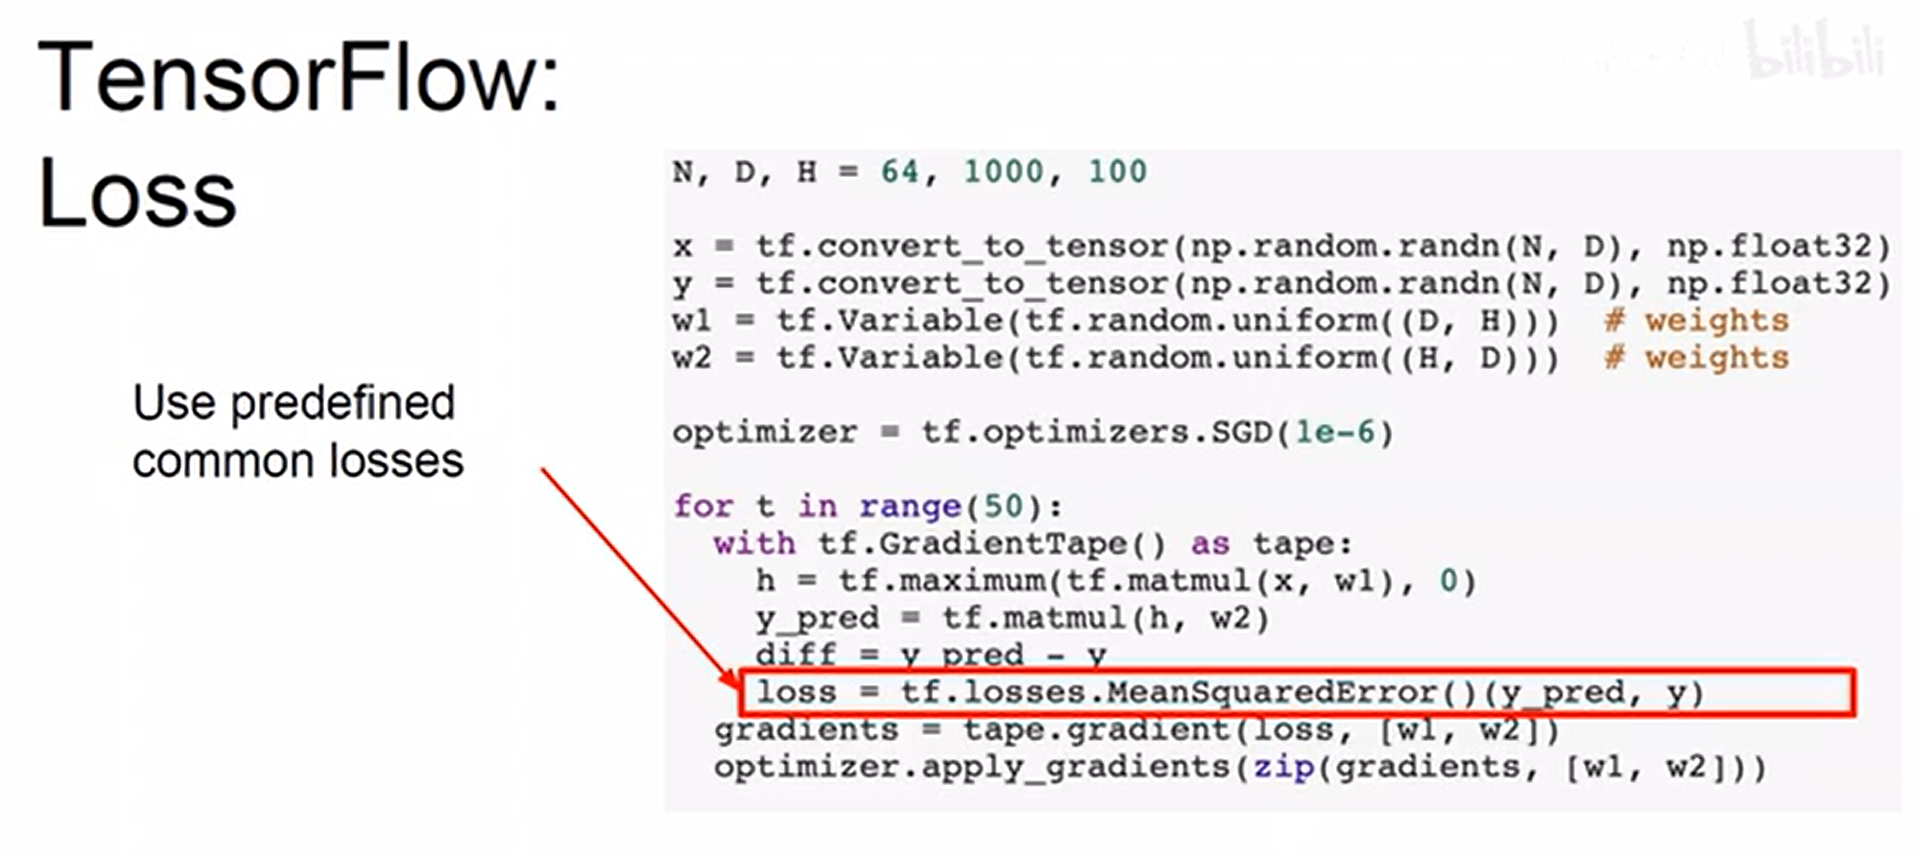 TensorFlow:
Loss
bilibili
Use predefined
common losses
N, D, H = 64, 1000, 100
x = tf.convert_to_tensor(np.random.randn(N, D), np.float32)
y = tf.convert_to_tensor(np.random.randn(N, D), np.float32)
w1 = tf.Variable(tf.random.uniform((D, H)))  # weights
w2 = tf.Variable(tf.random.uniform((H, D)))  # weights
optimizer = tf.optimizers.SGD(1e-6)
for t in range(50):
  with tf.GradientTape() as tape:
    h = tf.maximum(tf.matmul(x, w1), 0)
    y_pred = tf.matmul(h, w2)
    diff = y_pred - y
    loss = tf.losses.MeanSquaredError()(y_pred, y)
  gradients = tape.gradient(loss, [w1, w2])
  optimizer.apply_gradients(zip(gradients, [w1, w2]))